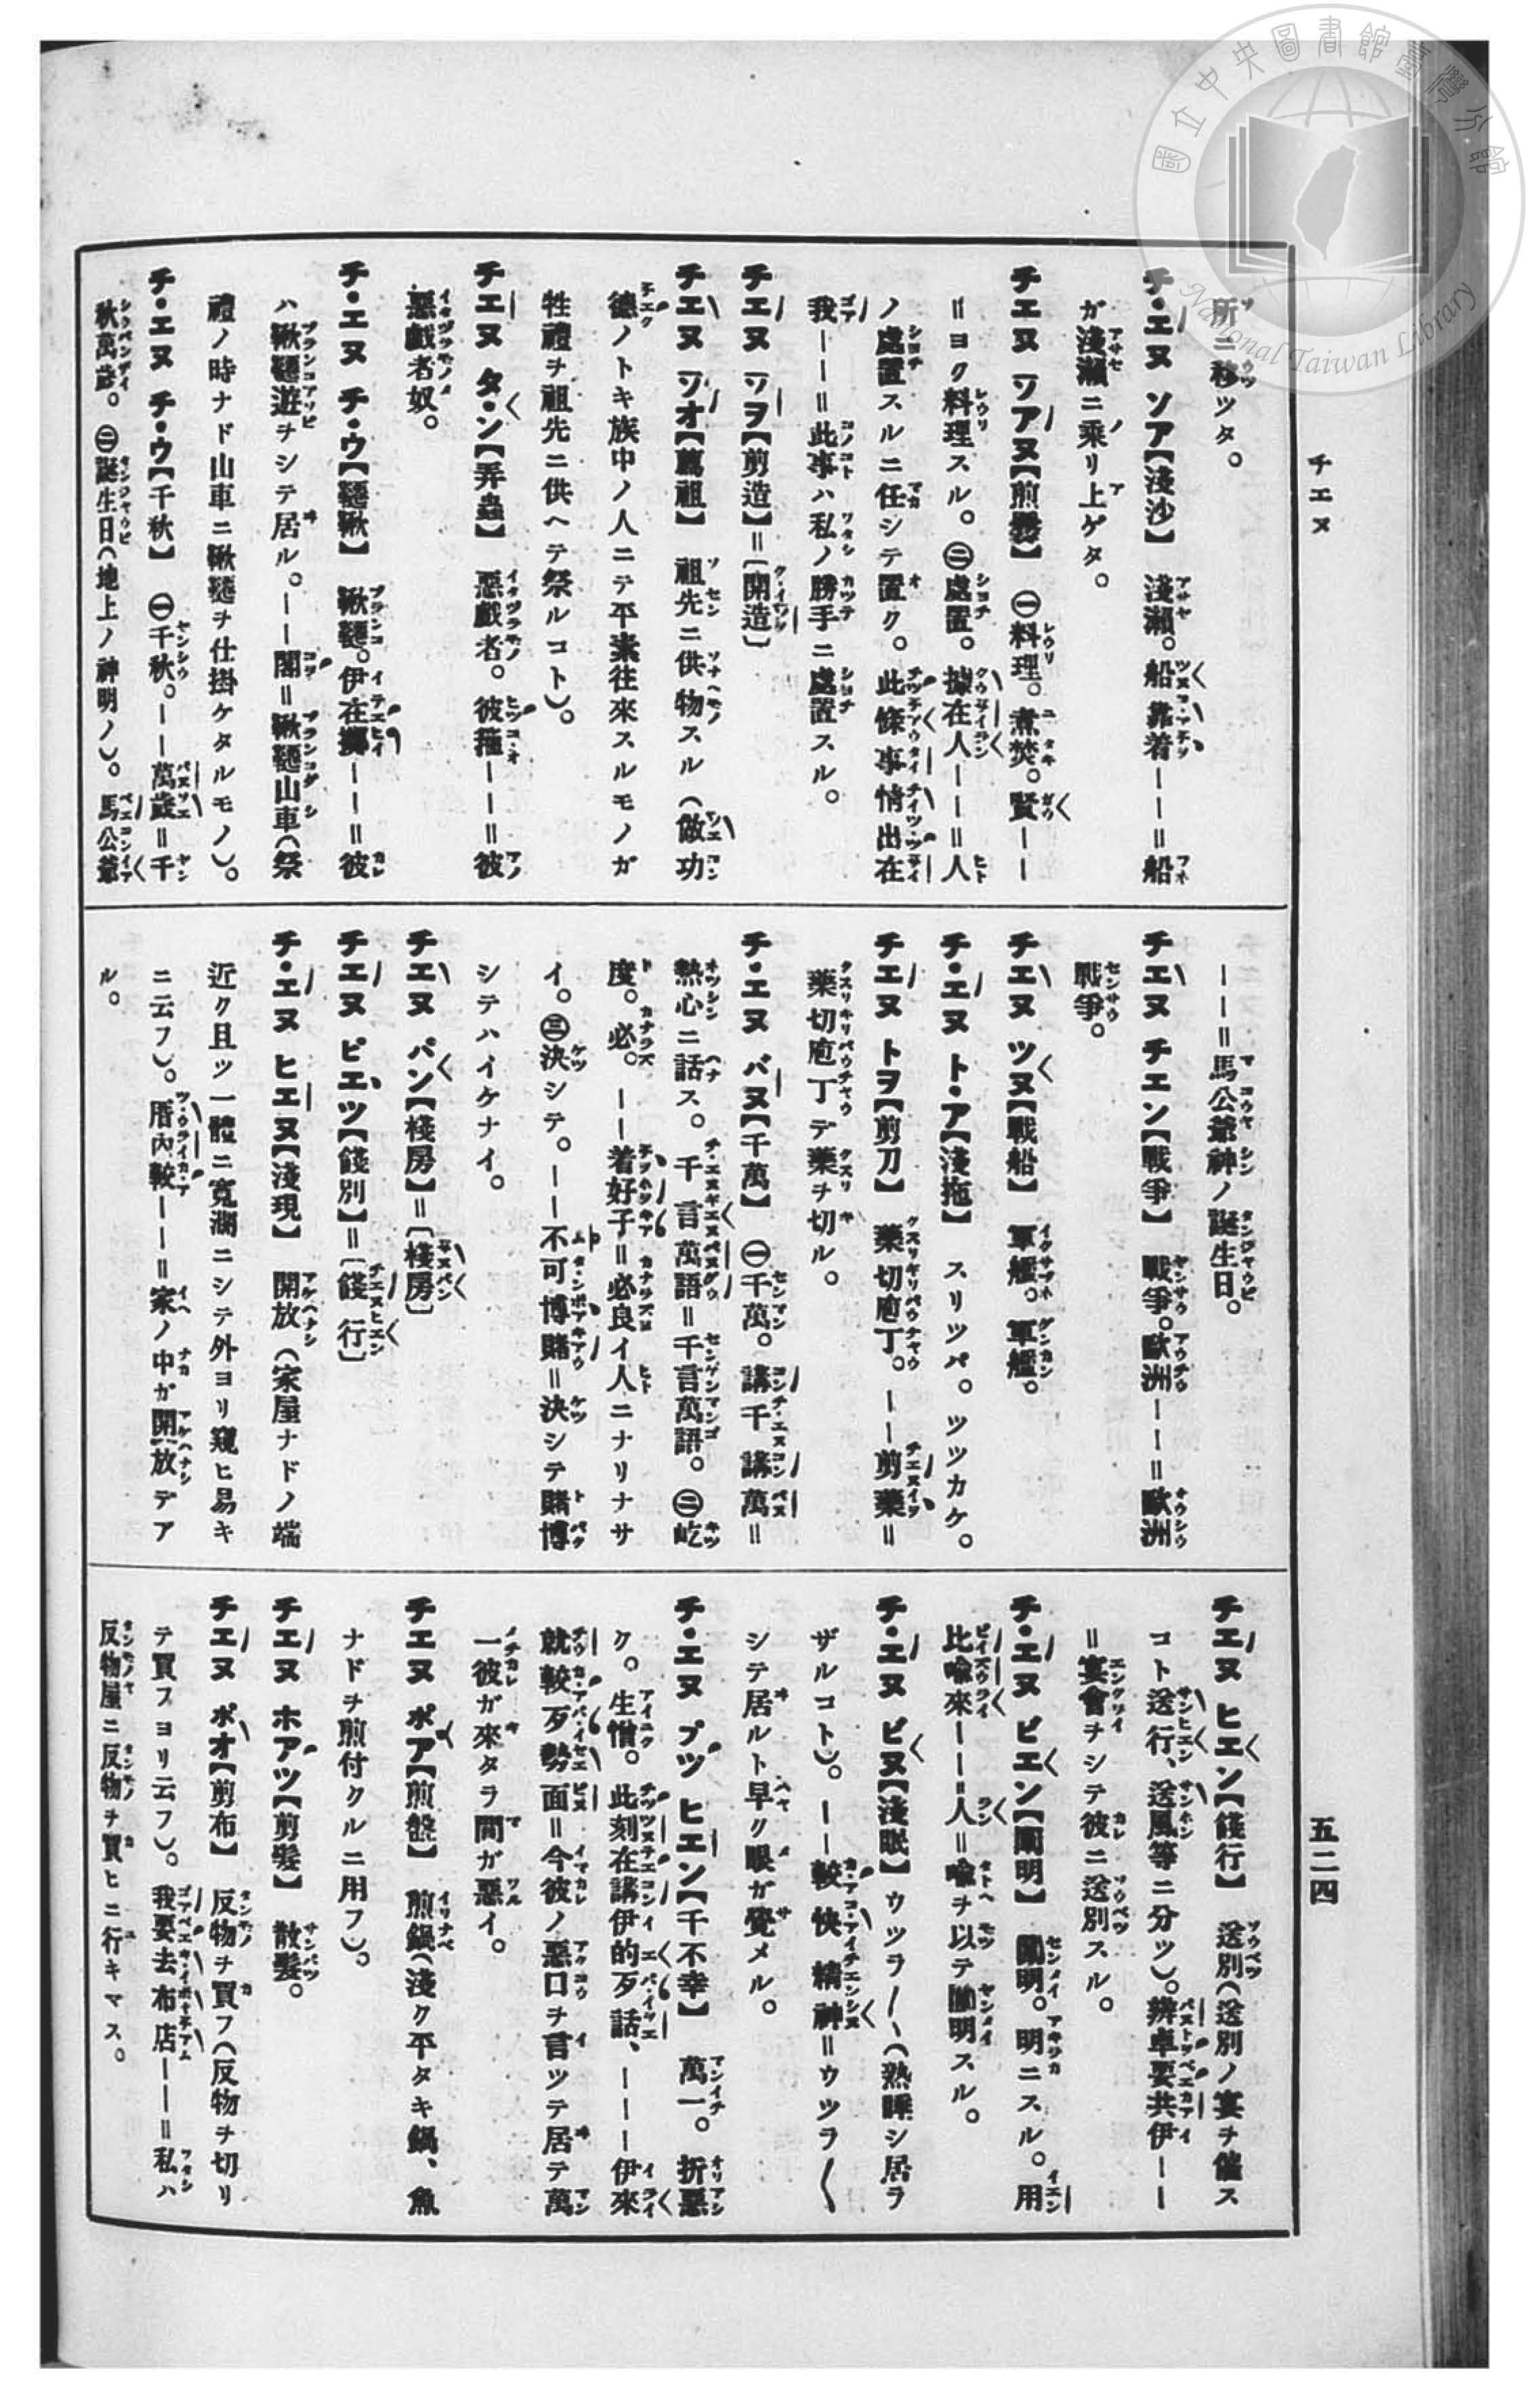 國立中央圖書館臺灣分館
National Taiwan Library
チエヌ
五二四
所ニ移ツタ。
チ・エヌ ソア【淺沙】 淺瀨。船靠着ーー＝船
ガ淺瀨ニ乘リ上ゲタ。
チエヌ ツアヌ【煎】 ㊀料理。煮焚。賢ーー
＝ヨク料理スル。㊁處置。據在人ーー＝人
ノ處置スルニ任シテ置ク。此條事情出在
我ーー＝此事ハ私ノ勝手ニ處置スル。
チエヌ ツヲ【剪造】＝〔開造〕
チエヌ ツオ【薦祖】 祖先ニ供物スル（做功
德ノトキ族中ノ人ニテ平素往來スルモノガ
牲禮ヲ祖先ニ供ヘテ祭ルコト）。
チエヌ タ・ン【弄蟲】 惡戲者。彼箍ーー＝彼
惡戲者奴。
チ・エヌ チ・ウ【韆鞦】 鞦韆。伊在擲ーー＝彼
ハ鞦韆遊ヲシテ居ル。ーー閣＝鞦韆山車（祭
禮ノ時ナド山車ニ鞦韆ヲ仕掛ケタルモノ）。
チ・エヌ チ・ウ【千秋】 ㊀千秋。ーー萬歲＝千
秋萬歲。㊁誕生日（地上ノ神明ノ）。馬公爺
ーー＝馬公爺神ノ誕生日。
チエヌ チエン【戰爭】 戰爭。歐洲ーー＝歐洲
戰爭。
チエヌ ツヌ【戰船】 軍艦。軍艦。
チ・エヌ ト・ア【淺拖】 スリツパ。ツツカケ。
チエヌ トヲ【剪刀】 藥切庖丁。ーー剪藥＝
藥切庖丁デ藥ヲ切ル。
チ・エヌ バヌ【千萬】 ㊀千萬。講千講萬＝
熱心ニ話ス。千言萬語＝千言萬語。㊁屹
度。必。ーー着好子＝必良イ人ニナリナサ
イ。㊂決シテ。ーー不可博賭＝決シテ賭博
シテハイケナイ。
チエヌ パン【棧房】＝〔棧房〕
チエヌ ピエツ【餞別】＝〔餞行〕
チ・エヌ ヒエヌ【淺現】 開放（家屋ナドノ端
近ク且ツ一體ニ寬濶ニシテ外ヨリ窺ヒ易キ
ニ云フ）。厝內較ーー＝家ノ中ガ開放デア
ル。
チエヌ ヒエン【餞行】 送別（送別ノ宴ヲ催ス
コト送行、送風等ニ分ツ）。辨卓要共伊ーー
＝宴會ヲシテ彼ニ送別スル。
チ・エヌ ビエン【闡明】 闡明。明ニスル。用
比喩來ーー＝人＝喩ヲ以テ闡明スル。
チ・エヌ ビヌ【淺眠】 ウツラ〱（熟睡シ居ラ
ザルコト）。ーー較快精神＝ウツラ〱
シテ居ルト早ク眼ガ覺メル。
チ・エヌ プツ ヒエン【千不幸】 萬一。折惡
ク。生憎。此刻在講伊的歹話、ーーー伊來
就較歹勢面＝今彼ノ惡口ヲ言ツテ居テ萬
一彼ガ來タラ間ガ惡イ。
チエヌ ポア【煎盤】 煎鍋（淺ク平タキ鍋、魚
ナドヲ煎付クルニ用フ）。
チエヌ ホアツ【剪髮】 散髮。
チエヌ ポオ【剪布】 反物ヲ買フ（反物ヲ切リ
テ買フヨリ云フ）。我要去布店ーー＝私ハ
反物屋ニ反物ヲ買ヒニ行キマス。